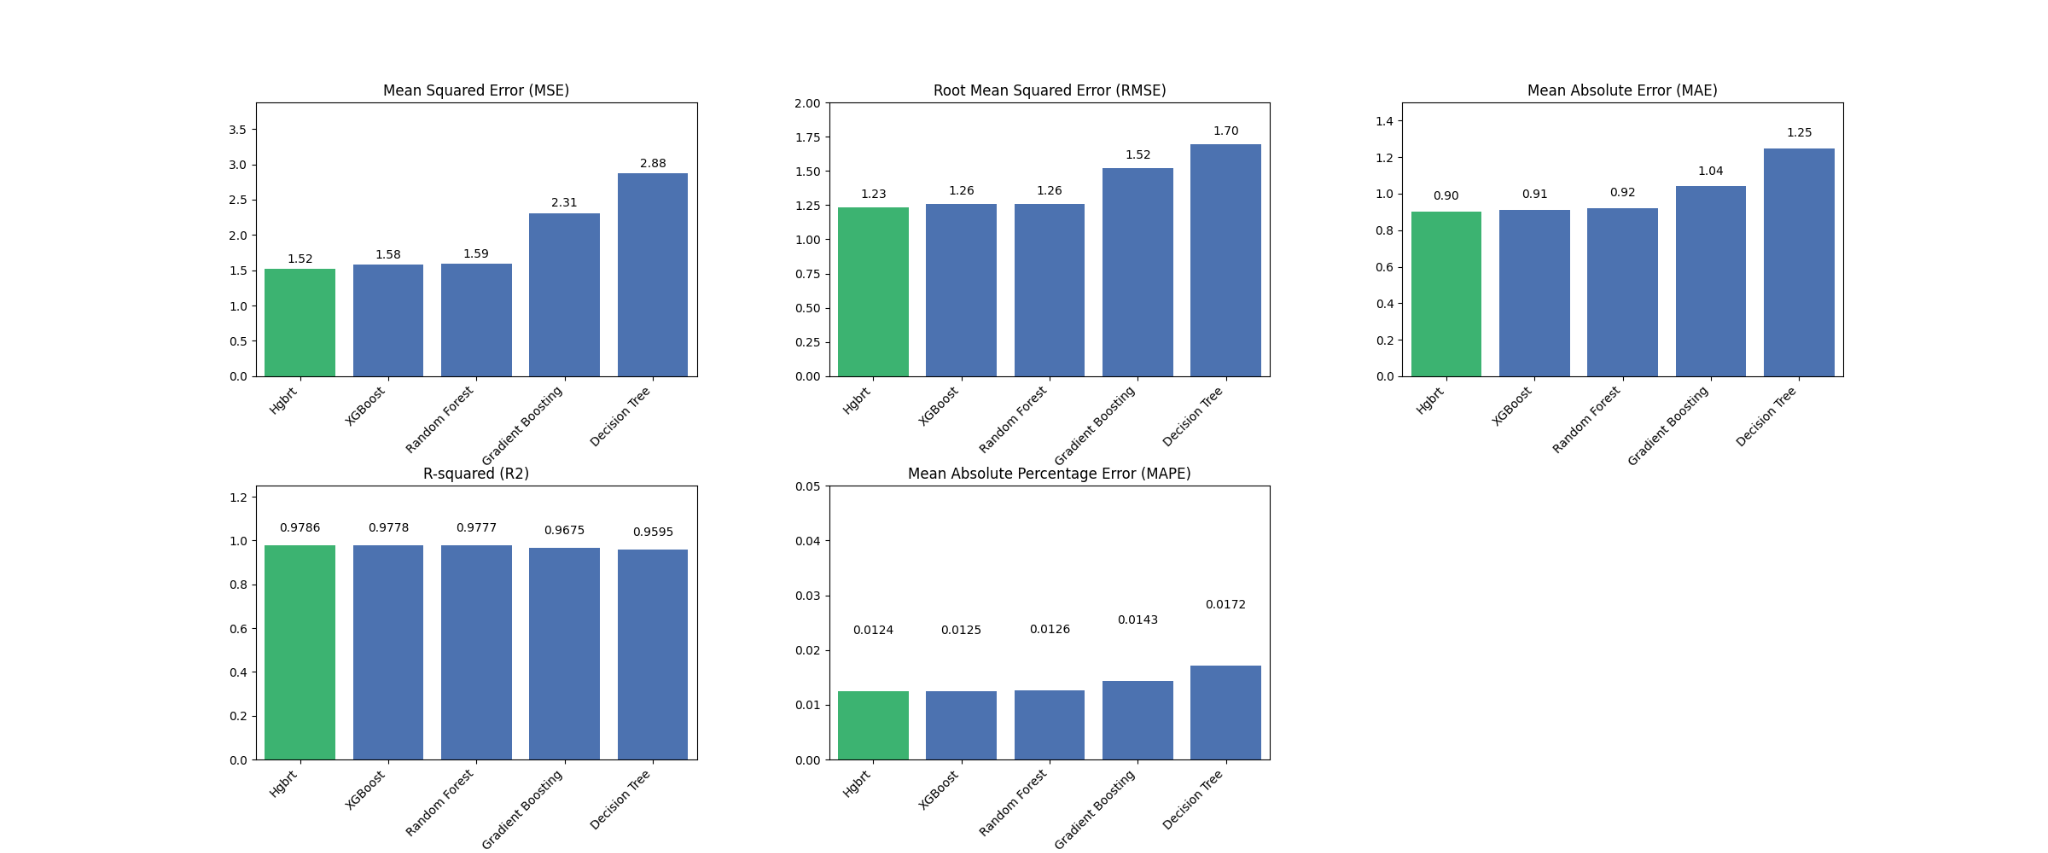 Mean Squared Error (MSE)
3.5
3.0
2.5
2.0
1.5
1.0
0.5
0.0
1.52
1.58
1.59
2.31
2.88
Hgbrt
XGBoost
Random Forest
Gradient Boosting
Decision Tree
Root Mean Squared Error (RMSE)
2.00
1.75
1.50
1.25
1.00
0.75
0.50
0.25
0.00
1.23
1.26
1.26
1.52
1.70
Hgbrt
XGBoost
Random Forest
Gradient Boosting
Decision Tree
Mean Absolute Error (MAE)
1.4
1.2
1.0
0.8
0.6
0.4
0.2
0.0
0.90
0.91
0.92
1.04
1.25
Hgbrt
XGBoost
Random Forest
Gradient Boosting
Decision Tree
R-squared (R2)
1.2
1.0
0.8
0.6
0.4
0.2
0.0
0.9786
0.9778
0.9777
0.9675
0.9595
Hgbrt
XGBoost
Random Forest
Gradient Boosting
Decision Tree
Mean Absolute Percentage Error (MAPE)
0.05
0.04
0.03
0.02
0.01
0.00
0.0124
0.0125
0.0126
0.0143
0.0172
Hgbrt
XGBoost
Random Forest
Gradient Boosting
Decision Tree